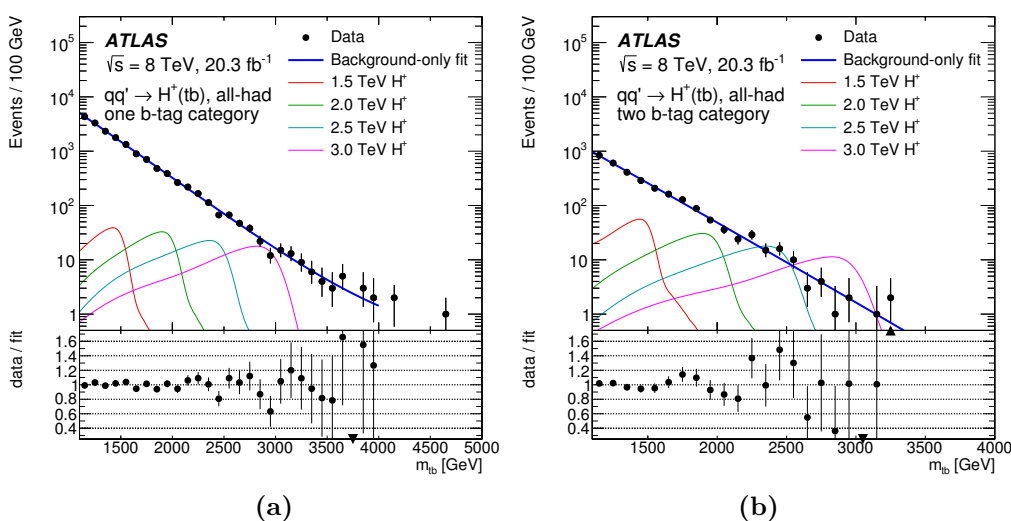 ATLAS
√s = 8 TeV, 20.3 fb⁻¹
qq' → H⁺(tb), all-had
one b-tag category
Data
Background-only fit
1.5 TeV H⁺
2.0 TeV H⁺
2.5 TeV H⁺
3.0 TeV H⁺
Events / 100 GeV
10⁵
10⁴
10³
10²
10
1
data / fit
1.6
1.4
1.2
1
0.8
0.6
0.4
1500 2000 2500 3000 3500 4000 4500 5000
m_tb [GeV]
(a)
ATLAS
√s = 8 TeV, 20.3 fb⁻¹
qq' → H⁺(tb), all-had
two b-tag category
Data
Background-only fit
1.5 TeV H⁺
2.0 TeV H⁺
2.5 TeV H⁺
3.0 TeV H⁺
Events / 100 GeV
10⁵
10⁴
10³
10²
10
1
data / fit
1.6
1.4
1.2
1
0.8
0.6
0.4
1500 2000 2500 3000 3500 4000
m_tb [GeV]
(b)